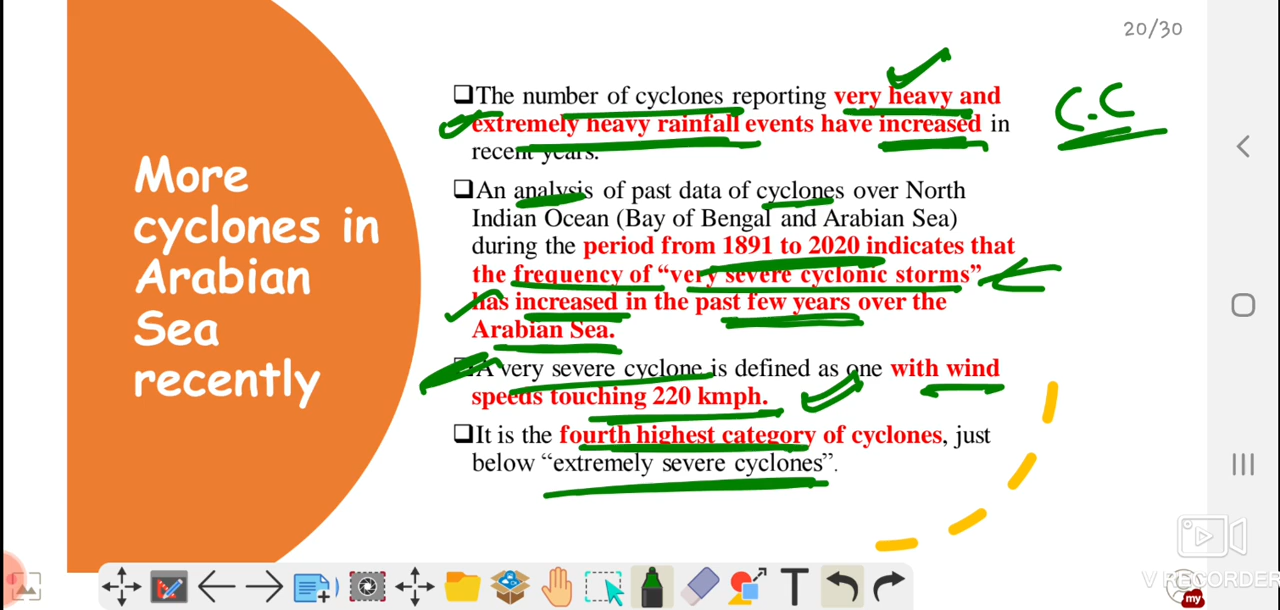 20/30
More
cyclones in
Arabian
Sea
recently
❑The number of cyclones reporting very heavy and
extremely heavy rainfall events have increased in
recent years.
❑An analysis of past data of cyclones over North
Indian Ocean (Bay of Bengal and Arabian Sea)
during the period from 1891 to 2020 indicates that
the frequency of “very severe cyclonic storms”
has increased in the past few years over the
Arabian Sea.
❑A very severe cyclone is defined as one with wind
speeds touching 220 kmph.
❑It is the fourth highest category of cyclones, just
below “extremely severe cyclones”.
C.C
T
V RECORDER
my